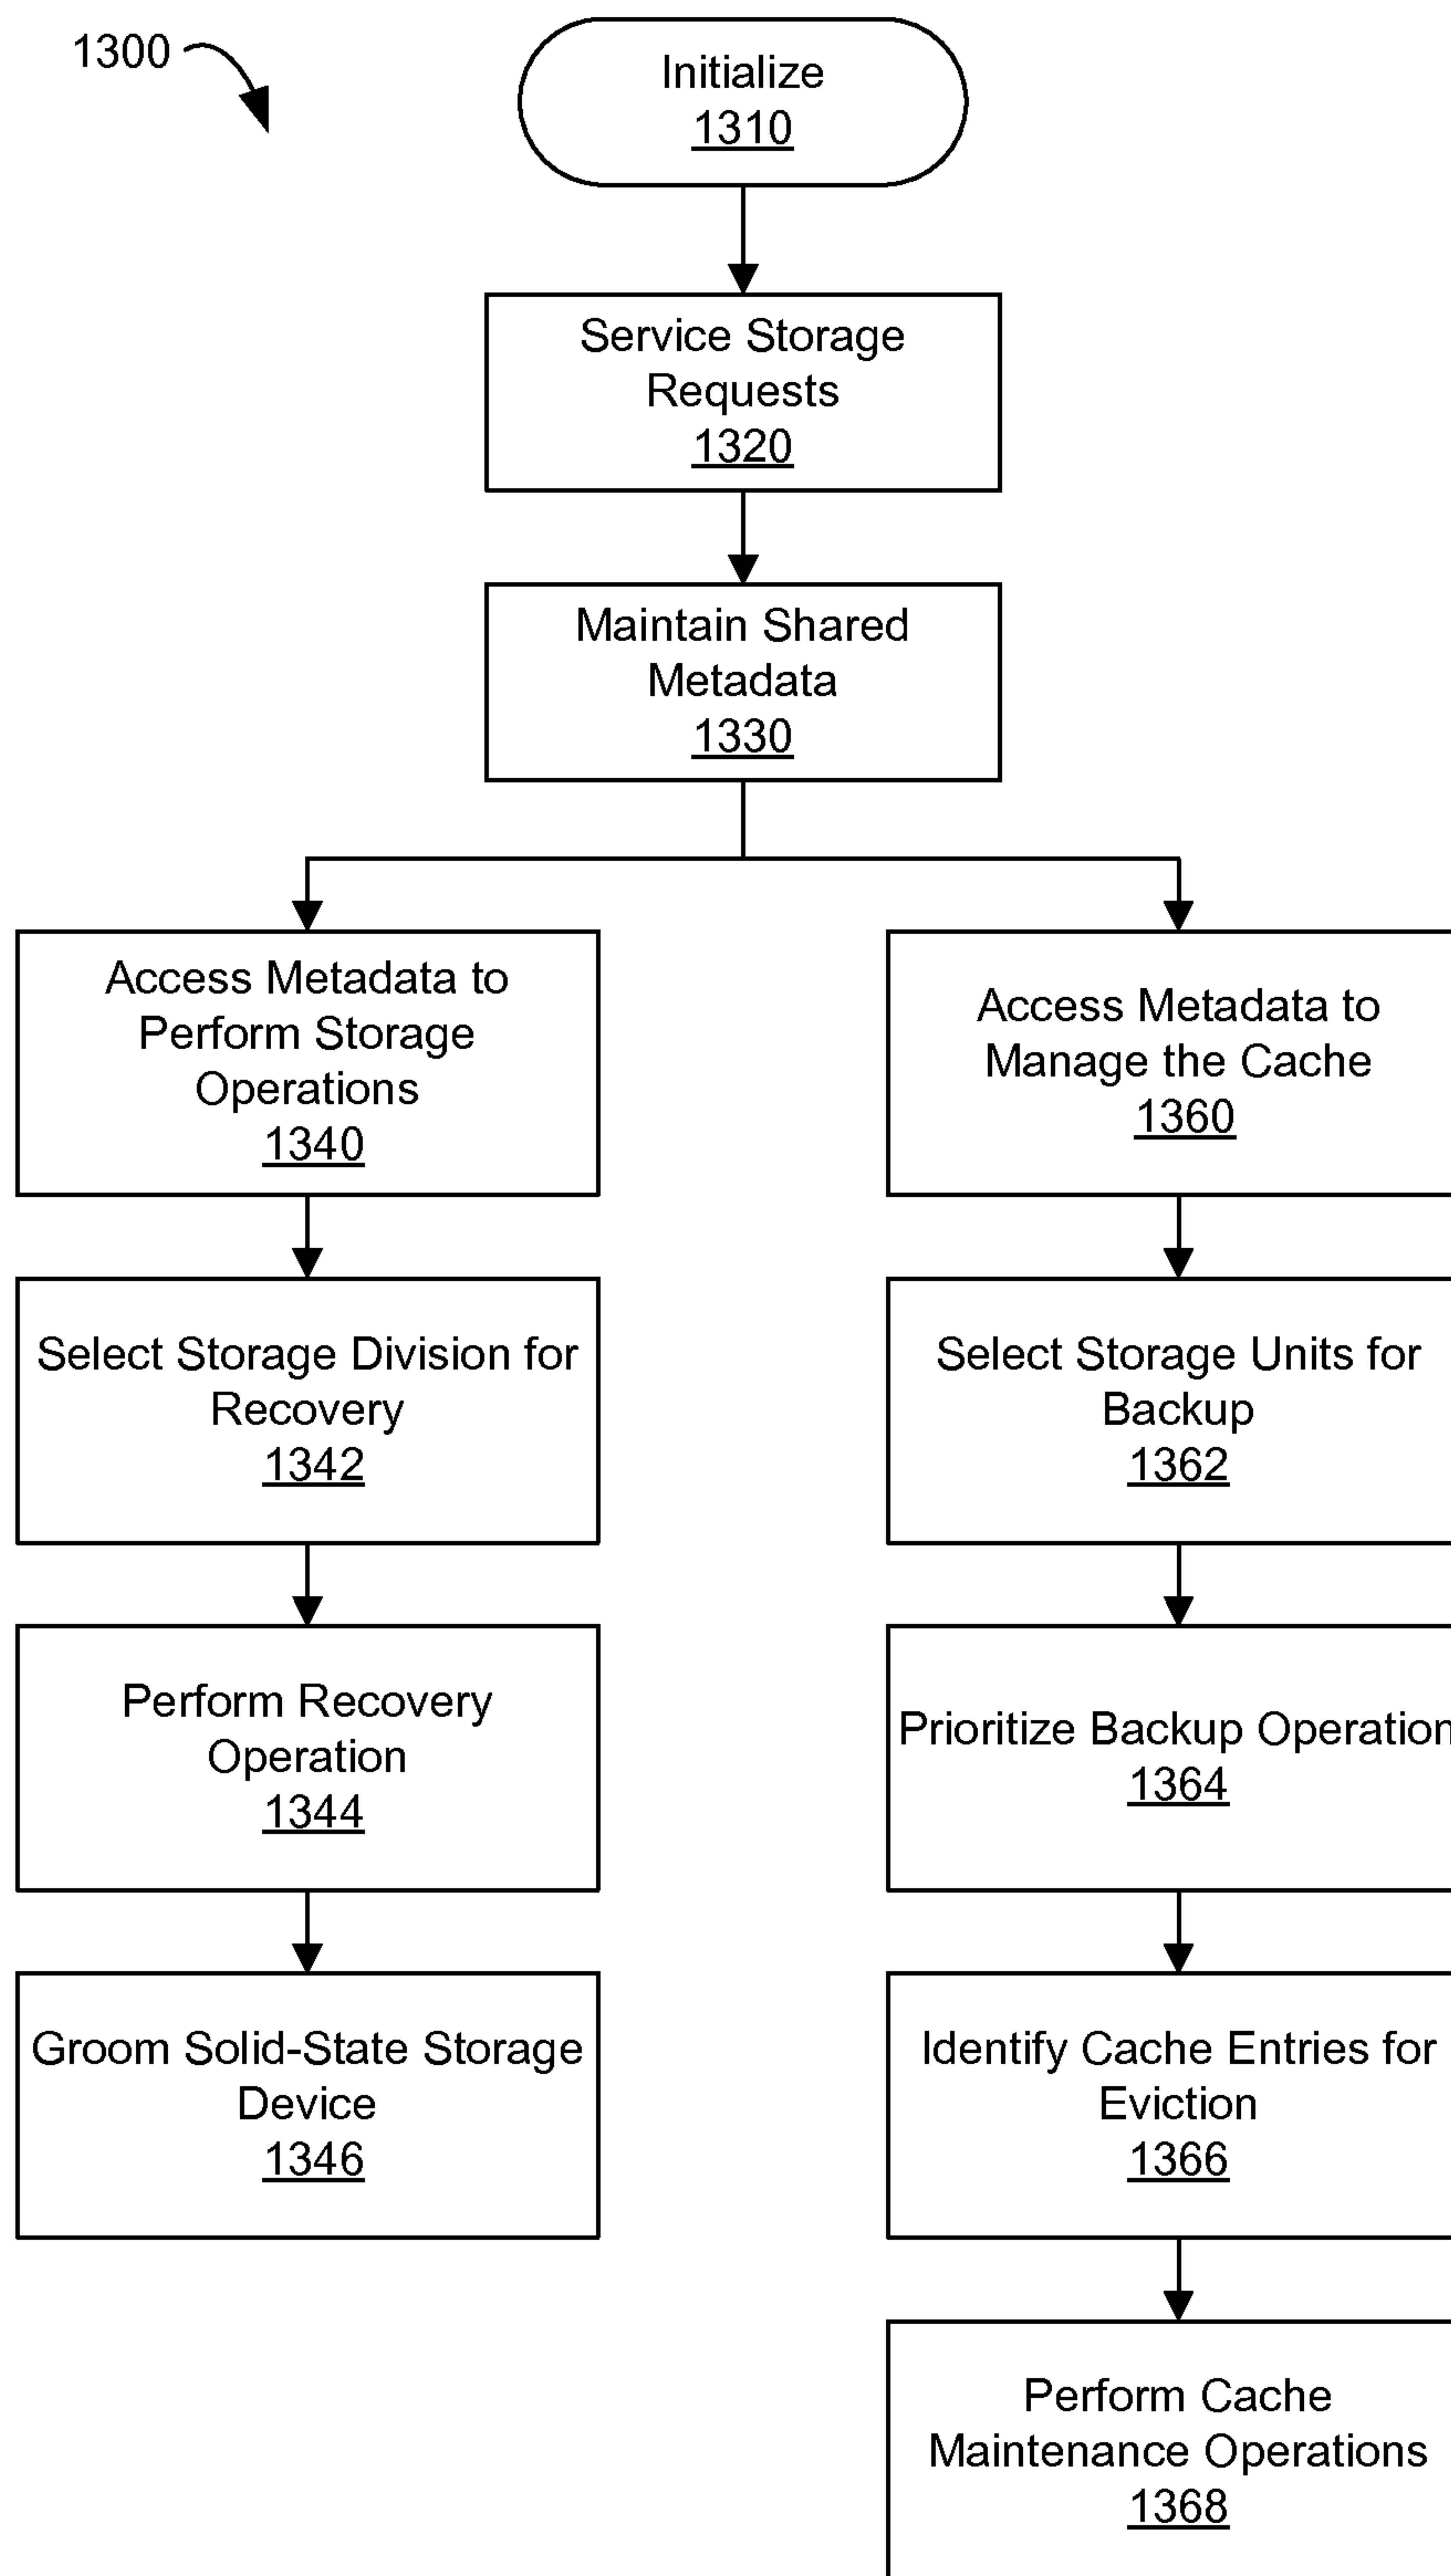 1300
Initialize
1310
Service Storage
Requests
1320
Maintain Shared
Metadata
1330
Access Metadata to
Perform Storage
Operations
1340
Select Storage Division for
Recovery
1342
Perform Recovery
Operation
1344
Groom Solid-State Storage
Device
1346
Access Metadata to
Manage the Cache
1360
Select Storage Units for
Backup
1362
Prioritize Backup Operation
1364
Identify Cache Entries for
Eviction
1366
Perform Cache
Maintenance Operations
1368